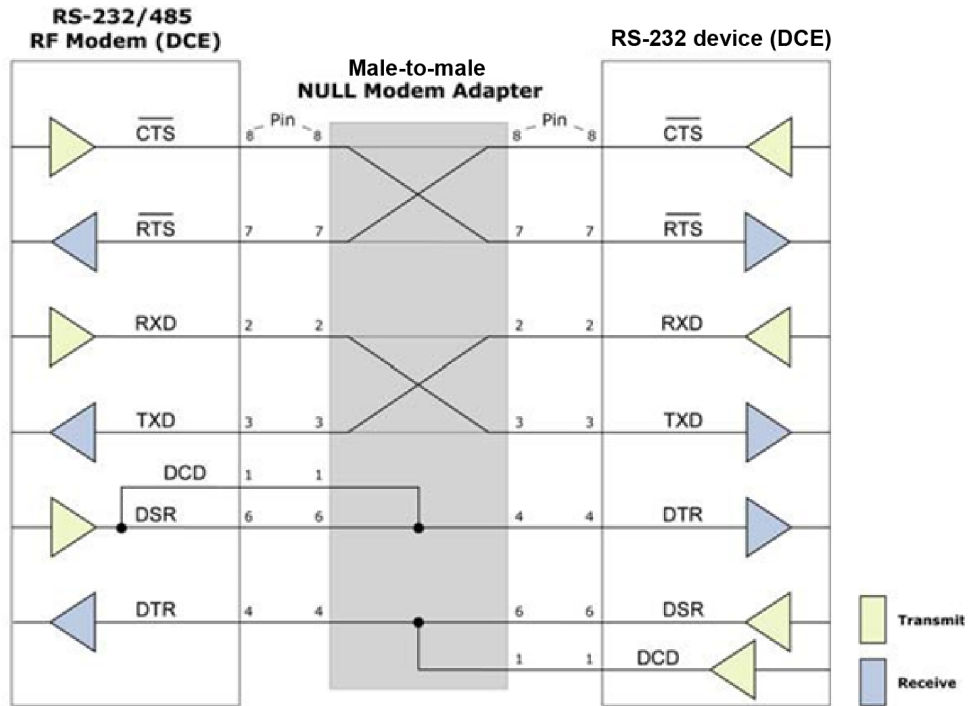 RS-232/485
RF Modem (DCE)
RS-232 device (DCE)
Male-to-male
NULL Modem Adapter
CTS 8 Pin 8 8 Pin 8 CTS
RTS 7 7 7 7 RTS
RXD 2 2 2 2 RXD
TXD 3 3 3 3 TXD
DCD 1 1
DSR 6 6 4 4 DTR
DTR 4 4 6 6 DSR
1 1 DCD
Transmit
Receive